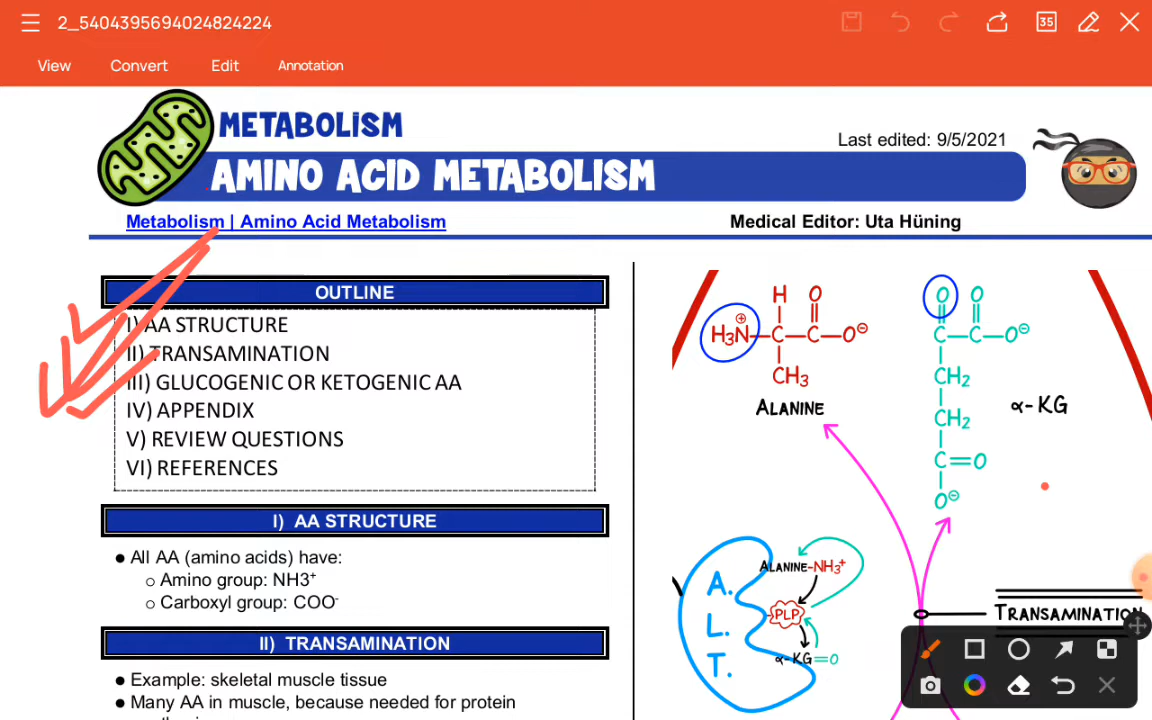 2_5404395694024824224
35
View Convert Edit Annotation
METABOLISM
Last edited: 9/5/2021
AMINO ACID METABOLISM
Metabolism | Amino Acid Metabolism
Medical Editor: Uta Hüning
OUTLINE
I) AA STRUCTURE
II) TRANSAMINATION
III) GLUCOGENIC OR KETOGENIC AA
IV) APPENDIX
V) REVIEW QUESTIONS
VI) REFERENCES
I) AA STRUCTURE
● All AA (amino acids) have:
o Amino group: NH3⁺
o Carboxyl group: COO⁻
II) TRANSAMINATION
● Example: skeletal muscle tissue
● Many AA in muscle, because needed for protein
H O
H₃N⊕-C-C-O⊖
CH₃
ALANINE
O O
C-C-O⊖
CH₂
CH₂
C=O
O⊖
α-KG
A.
L.
T.
ALANINE-NH₃⁺
PLP
α-KG=O
TRANSAMINATION